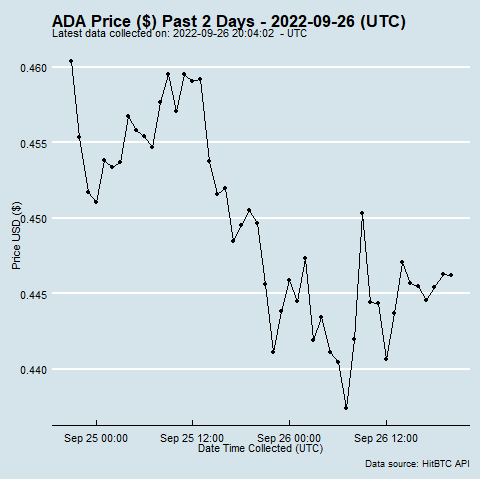 ADA Price ($) Past 2 Days - 2022-09-26 (UTC)
Latest data collected on: 2022-09-26 20:04:02  - UTC
0.460
0.455
0.450
0.445
0.440
Price USD ($)
Sep 25 00:00 Sep 25 12:00 Sep 26 00:00 Sep 26 12:00
Date Time Collected (UTC)
Data source: HitBTC API